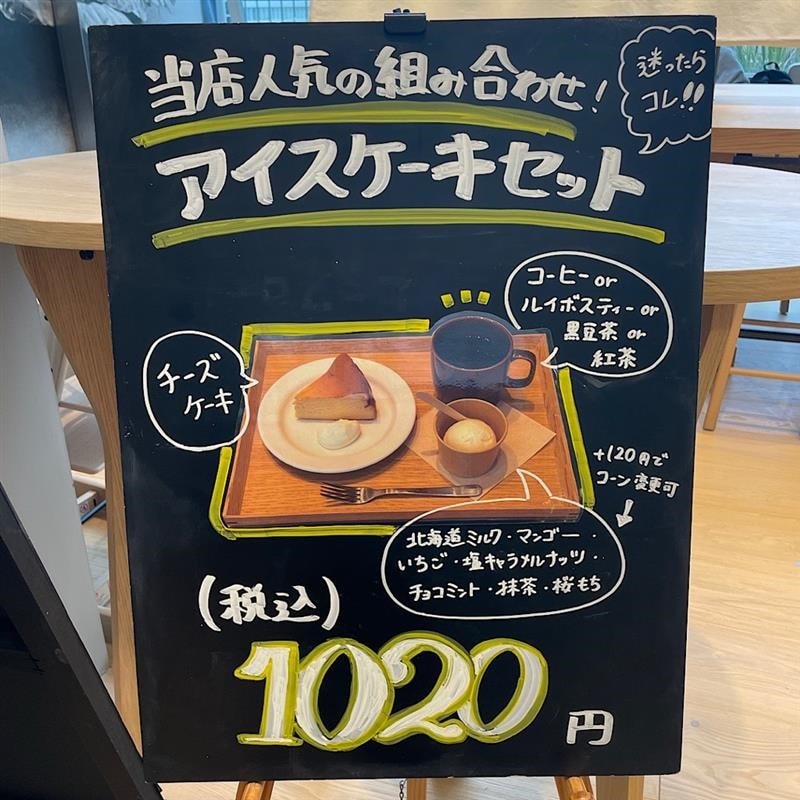 当店人気の組み合わせ!
迷ったら
コレ!!
アイスケーキセット
コーヒー or
ルイボスティー or
黒豆茶 or
紅茶
チーズ
ケーキ
+120円で
コーン変更可
北海道ミルク・マンゴー・
いちご・塩キャラメルナッツ・
チョコミント・抹茶・桜もち
(税込)
1020円